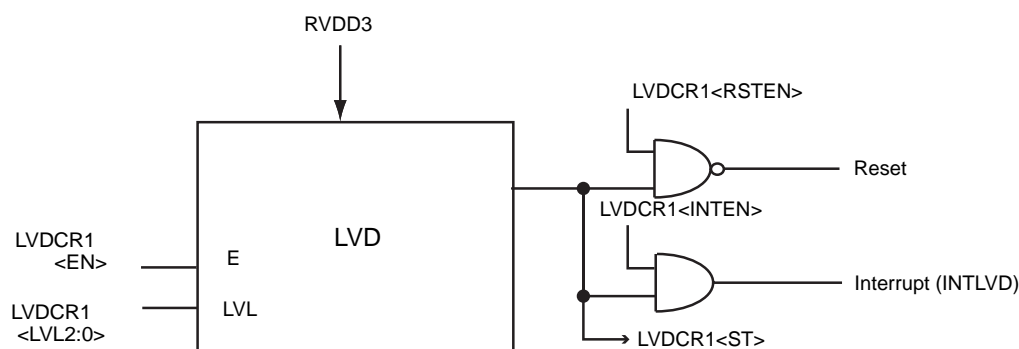 RVDD3
LVDCR1<RSTEN>
Reset
LVDCR1<INTEN>
LVD
LVDCR1
<EN>
E
Interrupt (INTLVD)
LVDCR1
<LVL2:0>
LVL
LVDCR1<ST>